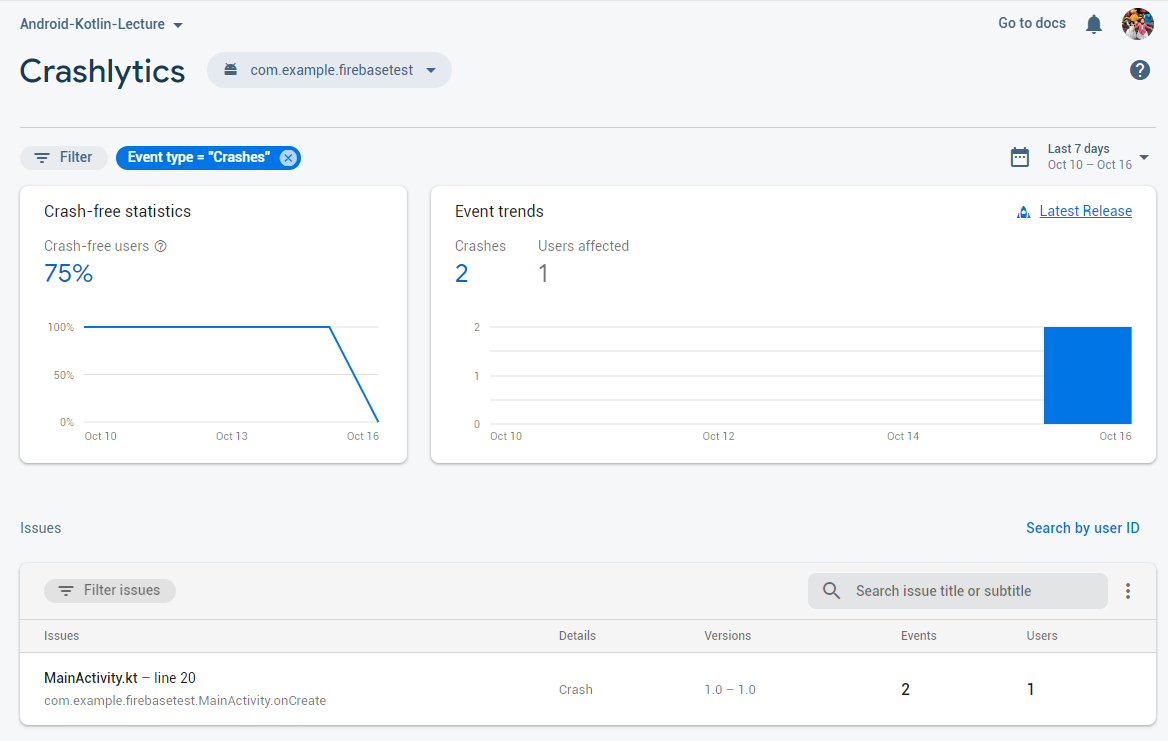 Android-Kotlin-Lecture
Go to docs
Crashlytics
com.example.firebasetest
Filter
Event type = "Crashes"
Last 7 days
Oct 10 – Oct 16
Crash-free statistics
Crash-free users
75%
100%
50%
0%
Oct 10 Oct 13 Oct 16
Event trends
Latest Release
Crashes Users affected
2 1
2
1
0
Oct 10 Oct 12 Oct 14 Oct 16
Issues
Search by user ID
Filter issues
Search issue title or subtitle
Issues Details Versions Events Users
MainActivity.kt – line 20
com.example.firebasetest.MainActivity.onCreate
Crash 1.0 – 1.0 2 1